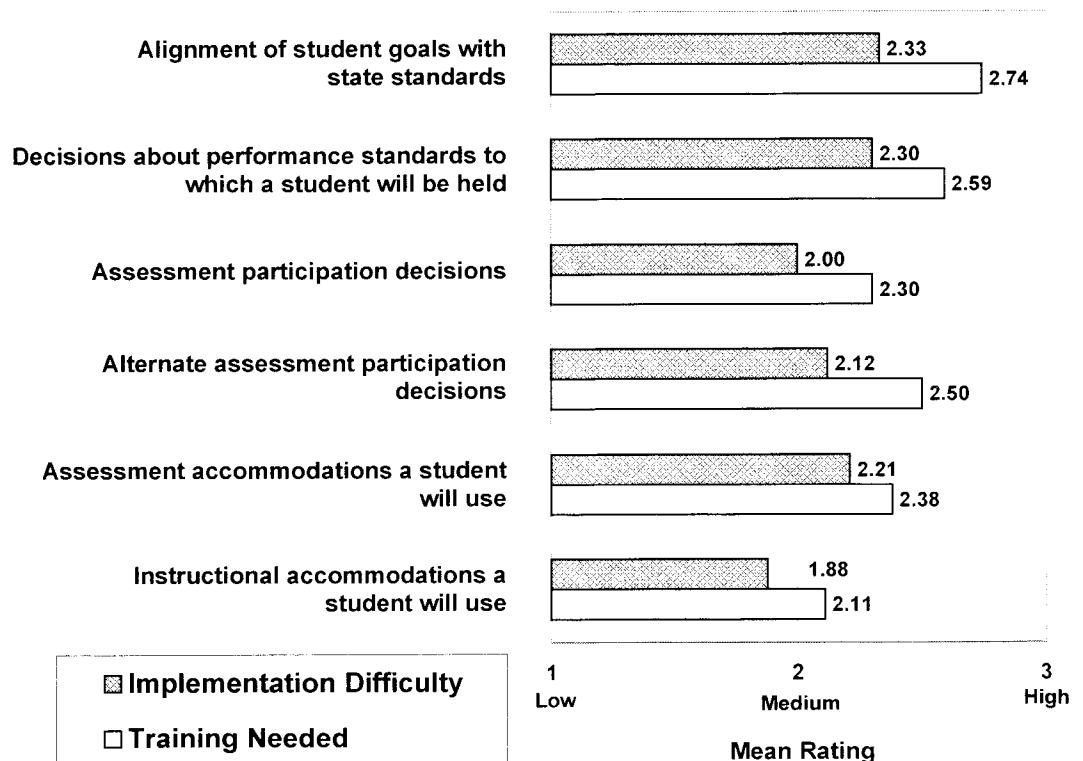 Alignment of student goals with
state standards
2.33
2.74
Decisions about performance standards to
which a student will be held
2.30
2.59
Assessment participation decisions
2.00
2.30
Alternate assessment participation
decisions
2.12
2.50
Assessment accommodations a student
will use
2.21
2.38
Instructional accommodations a
student will use
1.88
2.11
1 2 3
Low Medium High
Mean Rating
Implementation Difficulty
Training Needed